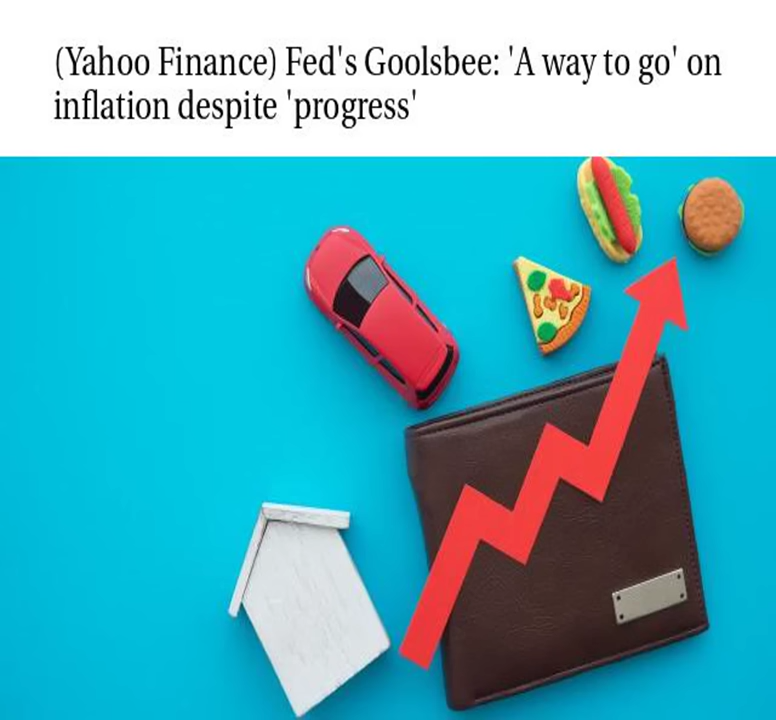 (Yahoo Finance) Fed's Goolsbee: 'A way to go' on
inflation despite 'progress'